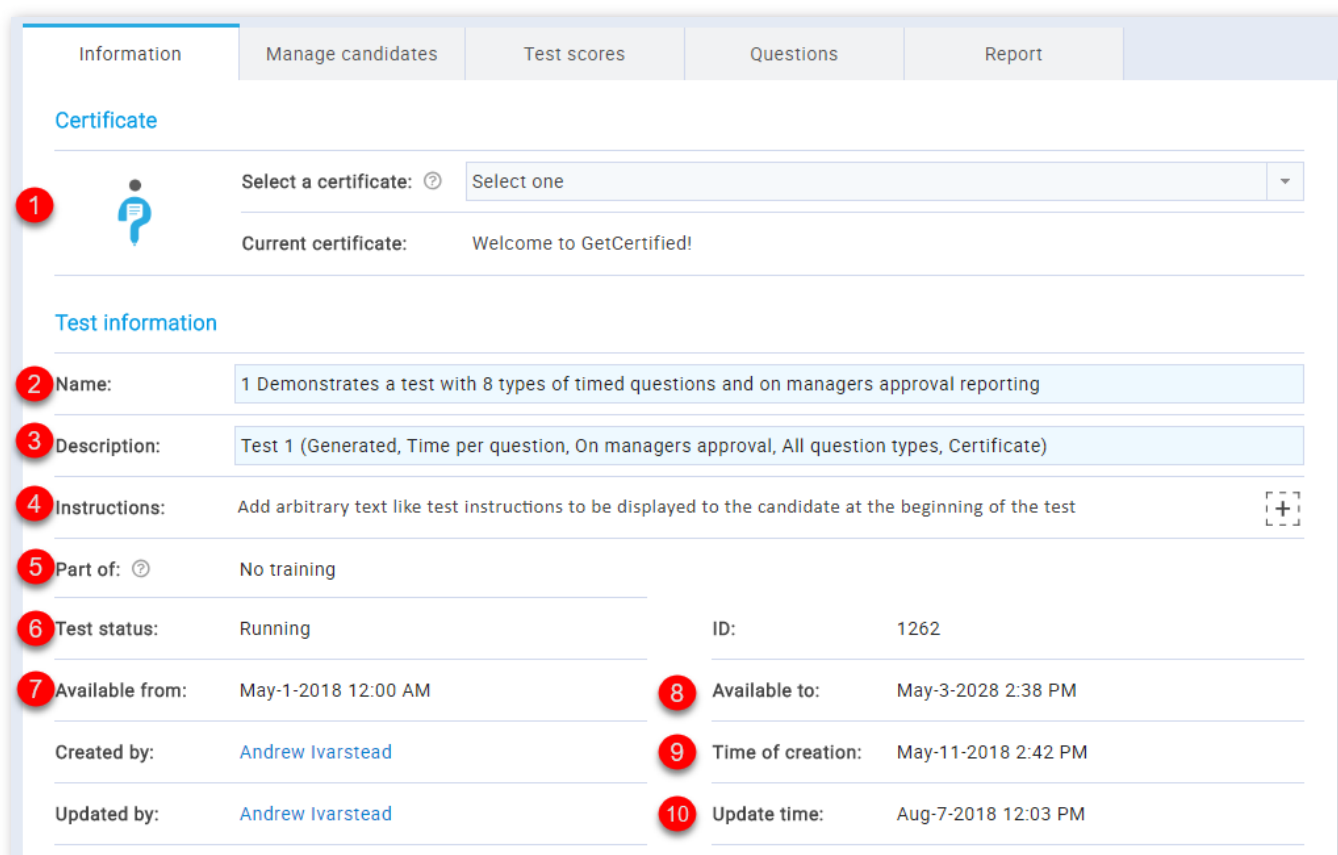 Information Manage candidates Test scores Questions Report
Certificate
1 Select a certificate: ? Select one
Current certificate: Welcome to GetCertified!
Test information
2 Name: 1 Demonstrates a test with 8 types of timed questions and on managers approval reporting
3 Description: Test 1 (Generated, Time per question, On managers approval, All question types, Certificate)
4 Instructions: Add arbitrary text like test instructions to be displayed to the candidate at the beginning of the test
5 Part of: ? No training
6 Test status: Running ID: 1262
7 Available from: May-1-2018 12:00 AM 8 Available to: May-3-2028 2:38 PM
Created by: Andrew Ivarstead 9 Time of creation: May-11-2018 2:42 PM
Updated by: Andrew Ivarstead 10 Update time: Aug-7-2018 12:03 PM